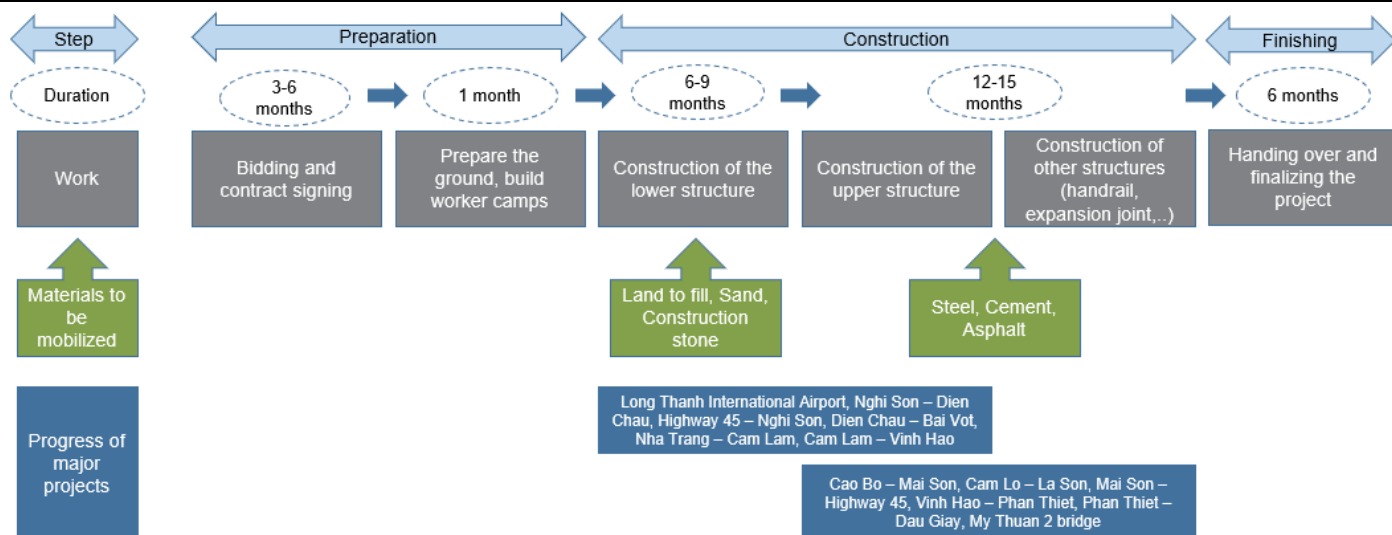 Step
Preparation
Construction
Finishing
Duration
3-6
months
1 month
6-9
months
12-15
months
6 months
Work
Bidding and
contract signing
Prepare the
ground, build
worker camps
Construction of the
lower structure
Construction of the
upper structure
Construction of
other structures
(handrail,
expansion joint,..)
Handing over and
finalizing the
project
Materials to
be
mobilized
Land to fill, Sand,
Construction
stone
Steel, Cement,
Asphalt
Progress of
major
projects
Long Thanh International Airport, Nghi Son – Dien
Chau, Highway 45 – Nghi Son, Dien Chau – Bai Vot,
Nha Trang – Cam Lam, Cam Lam – Vinh Hao
Cao Bo – Mai Son, Cam Lo – La Son, Mai Son –
Highway 45, Vinh Hao – Phan Thiet, Phan Thiet –
Dau Giay, My Thuan 2 bridge